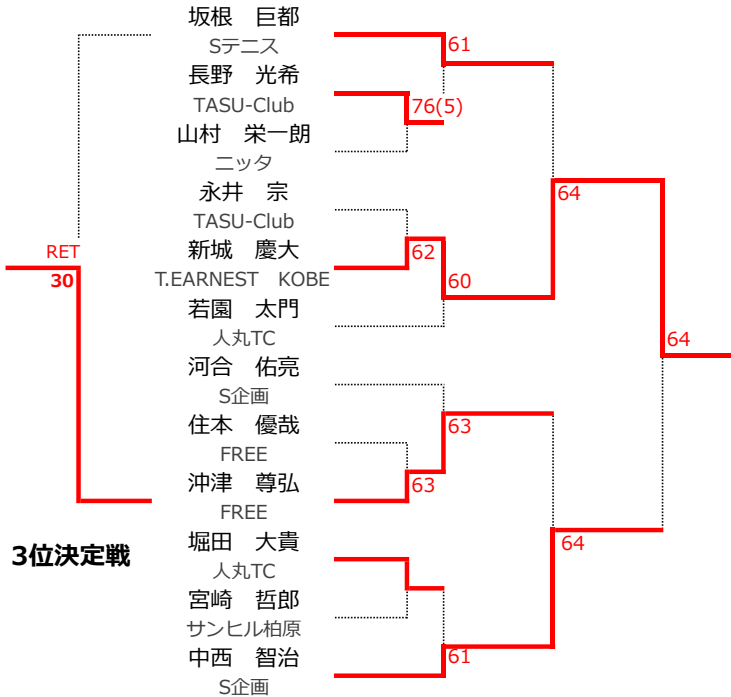 坂根　巨都
Sテニス
61
長野　光希
TASU-Club
76(5)
山村　栄一朗
ニッタ
永井　宗
TASU-Club
64
新城　慶大
RET
62
T.EARNEST　KOBE
30
60
若園　太門
人丸TC
64
河合　佑亮
S企画
住本　優哉
63
FREE
沖津　尊弘
63
FREE
堀田　大貴
64
3位決定戦
人丸TC
宮崎　哲郎
サンヒル柏原
中西　智治
61
S企画